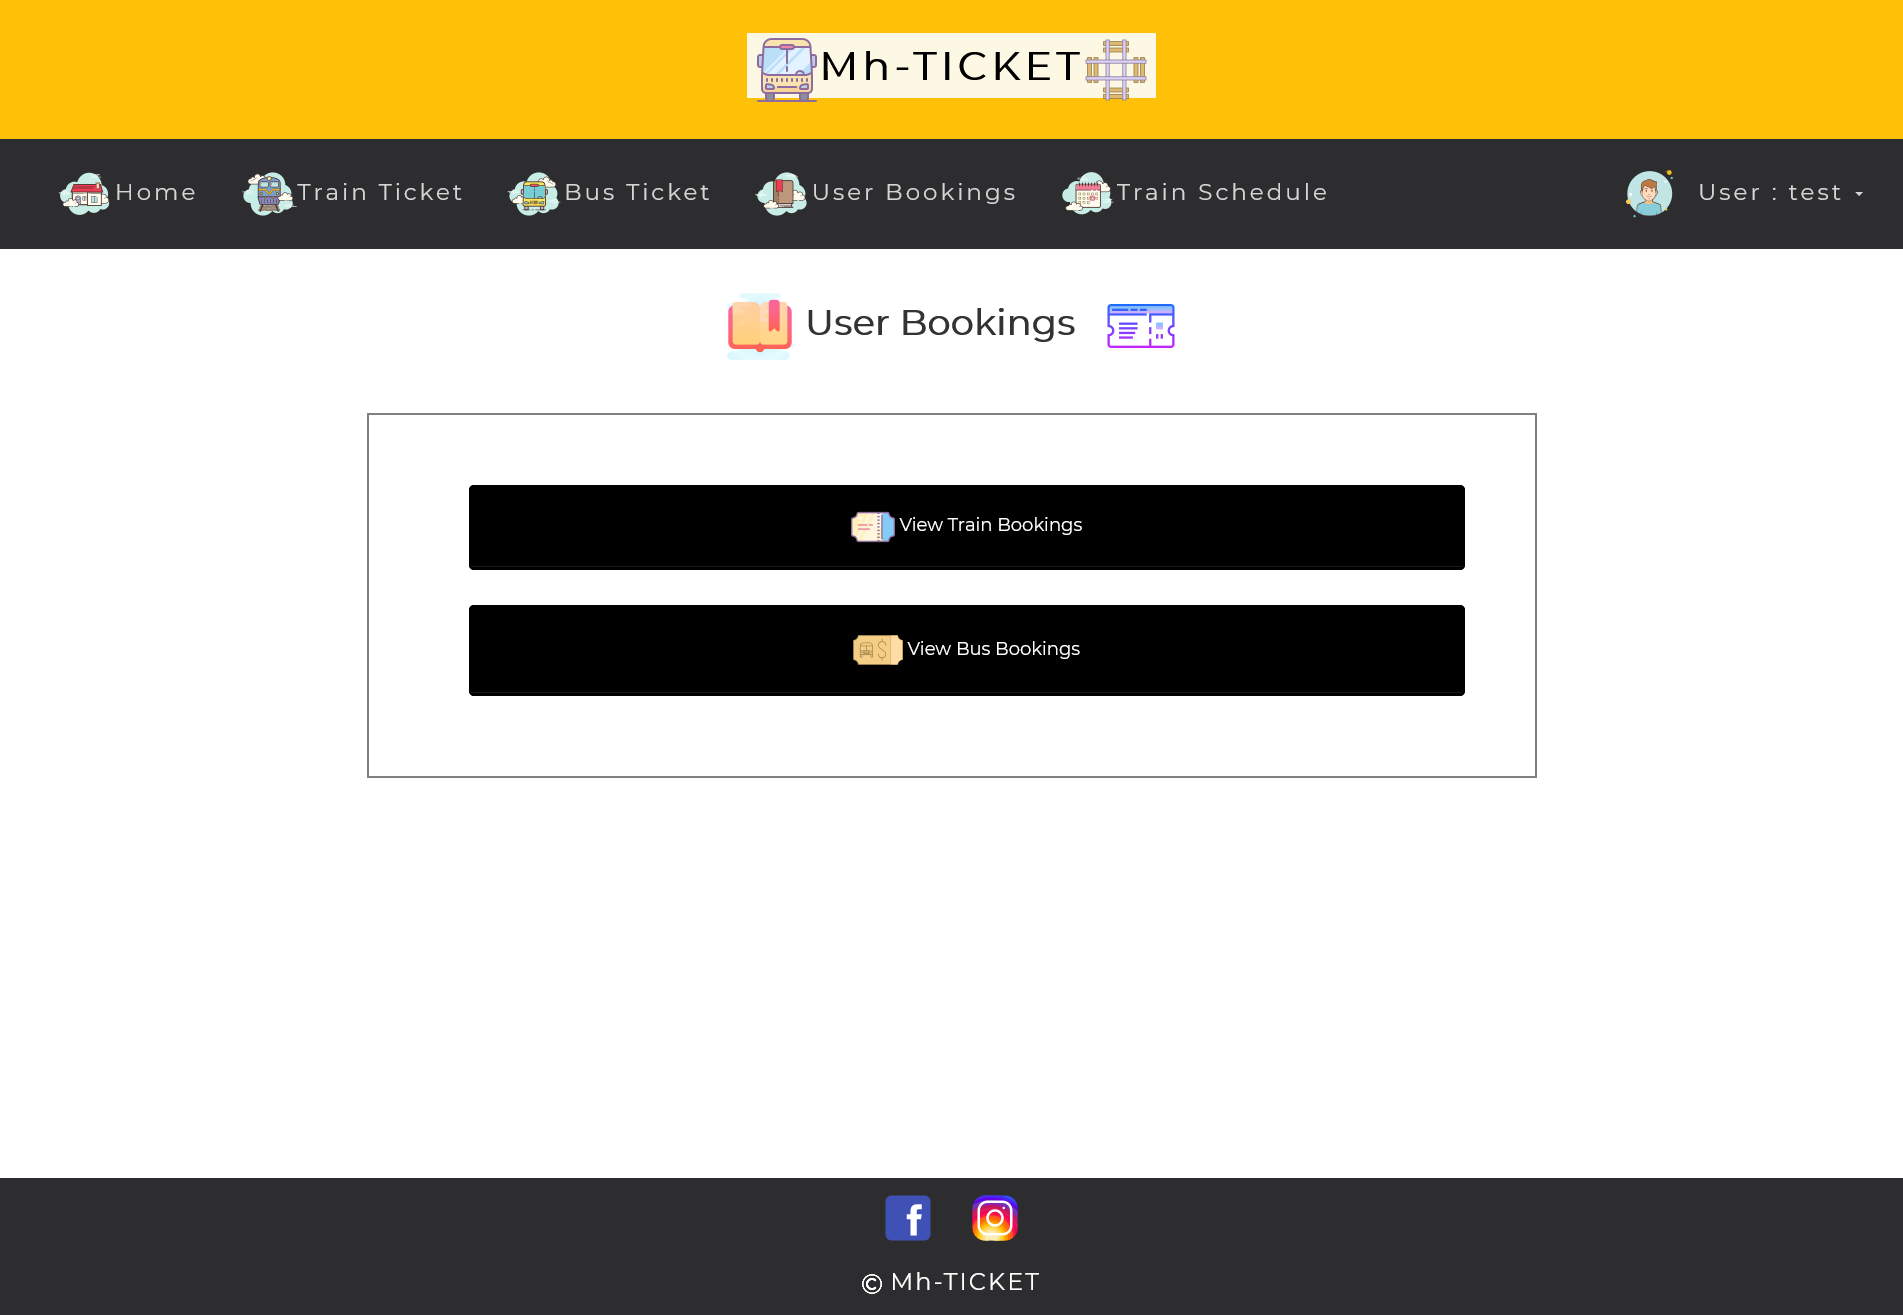 Mh-TICKET
Home Train Ticket Bus Ticket User Bookings Train Schedule User : test
User Bookings
View Train Bookings
View Bus Bookings
© Mh-TICKET